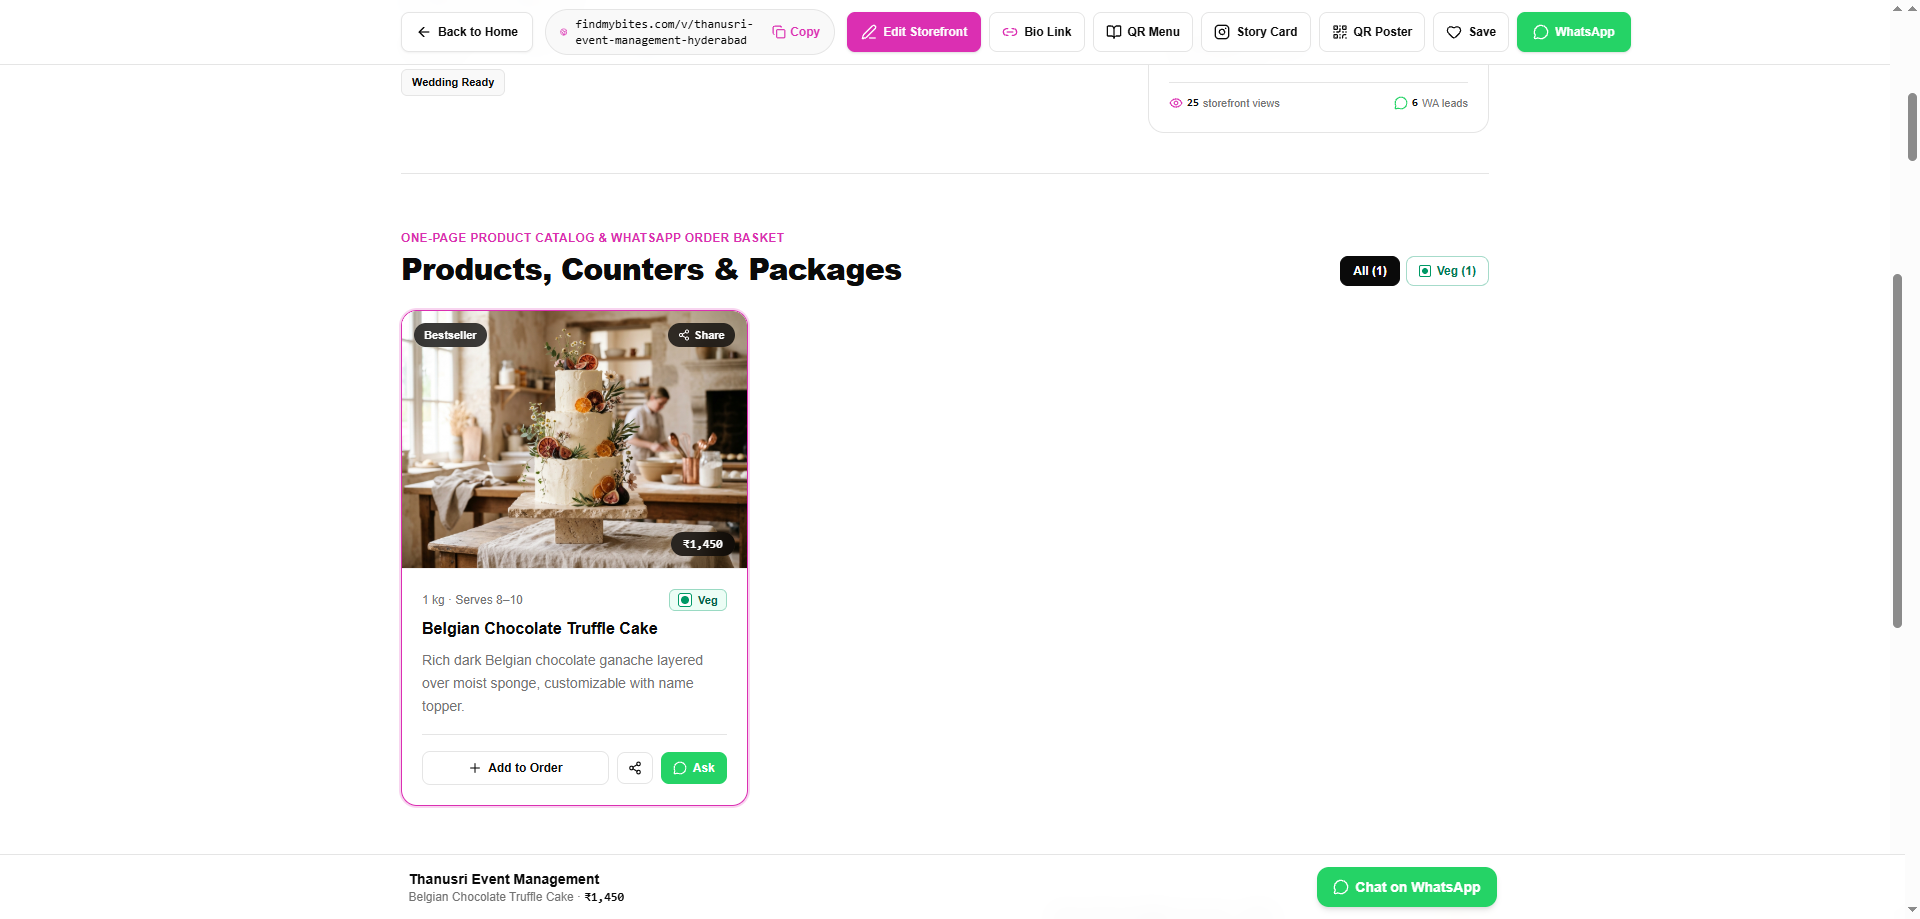 Back to Home
findmybites.com/v/thanusri-
event-management-hyderabad
Copy
Edit Storefront
Bio Link
QR Menu
Story Card
QR Poster
Save
WhatsApp
Wedding Ready
25 storefront views
6 WA leads
ONE-PAGE PRODUCT CATALOG & WHATSAPP ORDER BASKET
Products, Counters & Packages
All (1)
Veg (1)
Bestseller
Share
₹1,450
1 kg · Serves 8–10
Veg
Belgian Chocolate Truffle Cake
Rich dark Belgian chocolate ganache layered
over moist sponge, customizable with name
topper.
Add to Order
Ask
Thanusri Event Management
Belgian Chocolate Truffle Cake · ₹1,450
Chat on WhatsApp